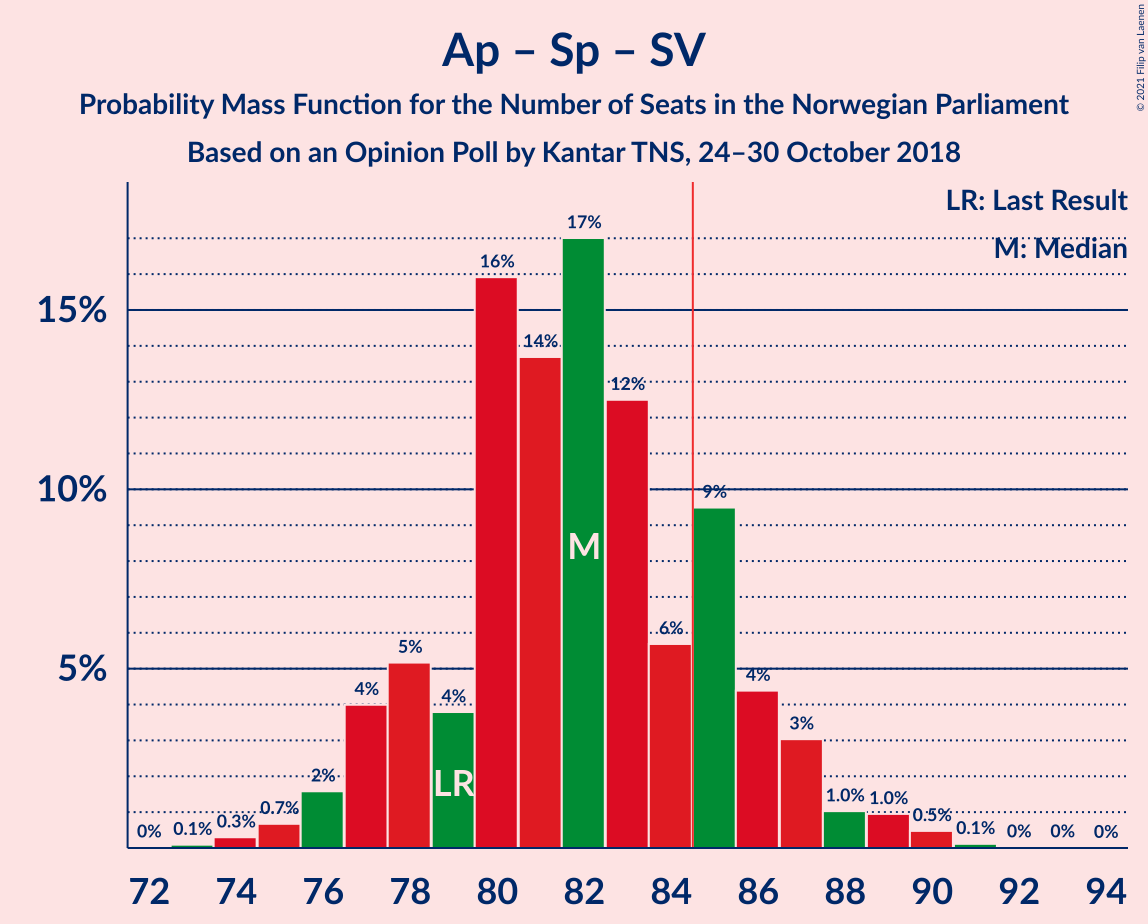 Ap – Sp – SV
Probability Mass Function for the Number of Seats in the Norwegian Parliament
Based on an Opinion Poll by Kantar TNS, 24–30 October 2018
© 2021 Filip van Laenen
LR: Last Result
M: Median
15%
10%
5%
0%
0.1%
0.3%
0.7%
2%
4%
5%
4%
16%
14%
17%
12%
6%
9%
4%
3%
1.0%
1.0%
0.5%
0.1%
0%
0%
0%
M
LR
72 74 76 78 80 82 84 86 88 90 92 94